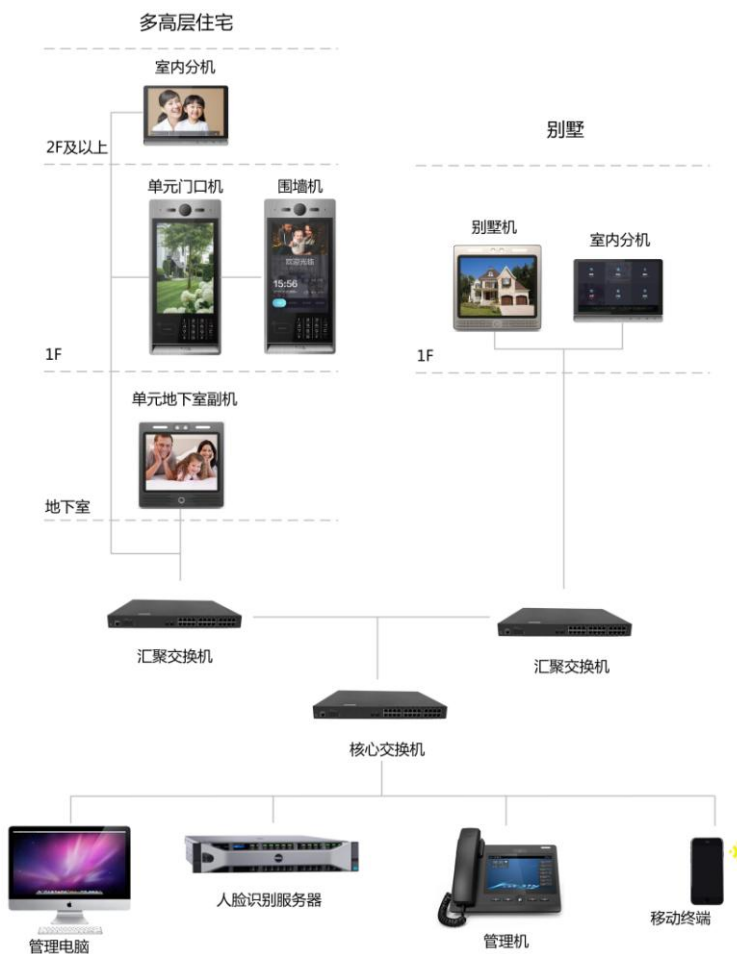 多高层住宅
室内分机
2F及以上
别墅
单元门口机
围墙机
欢迎光临
15:56
别墅机
室内分机
1F
1F
单元地下室副机
地下室
汇聚交换机
汇聚交换机
核心交换机
人脸识别服务器
移动终端
管理机
管理电脑